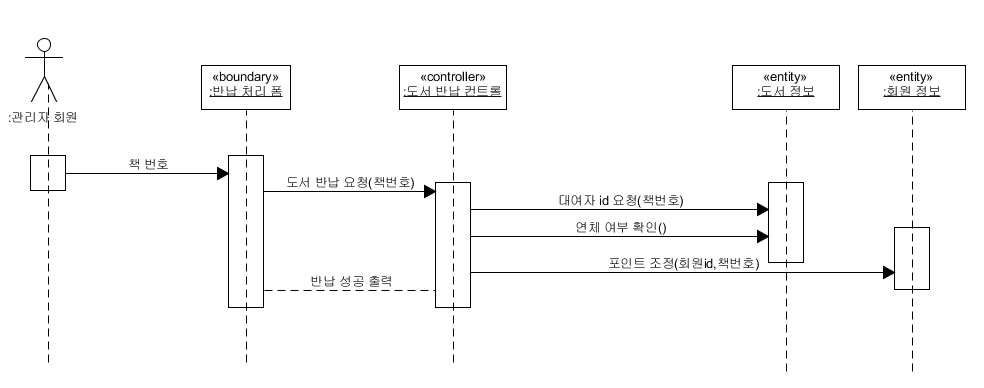 «boundary»
:반납 처리 폼
«controller»
:도서 반납 컨트롤
«entity»
:도서 정보
«entity»
:회원 정보
:관리자 회원
책 번호
도서 반납 요청(책번호)
대여자 id 요청(책번호)
연체 여부 확인()
포인트 조정(회원id,책번호)
반납 성공 출력